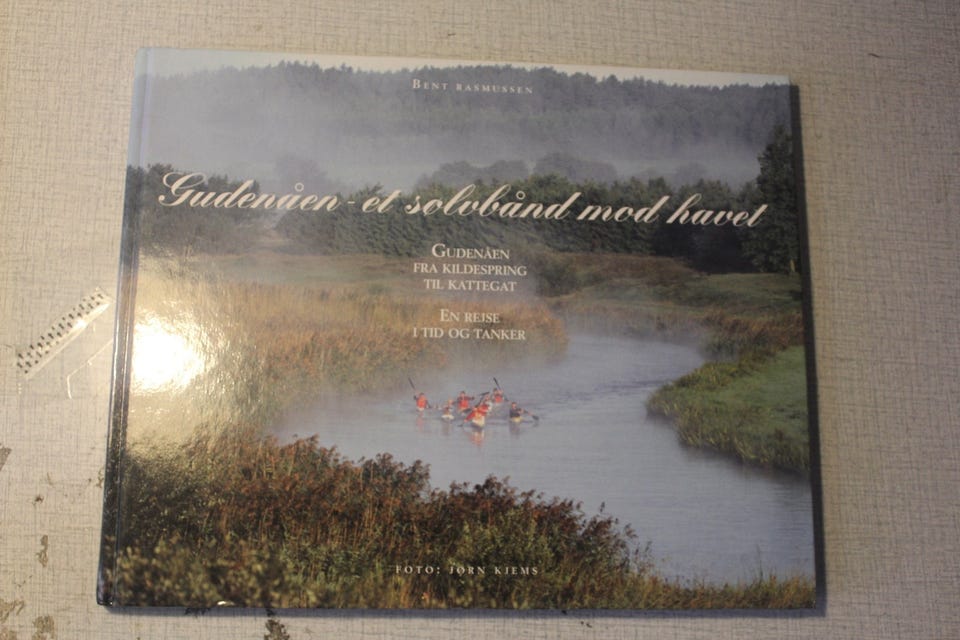 BENT RASMUSSEN
Gudenåen - et sølvbånd mod havet
GUDENÅEN
FRA KILDESPRING
TIL KATTEGAT
EN REJSE
I TID OG TANKER
FOTO: JØRN KJEMS